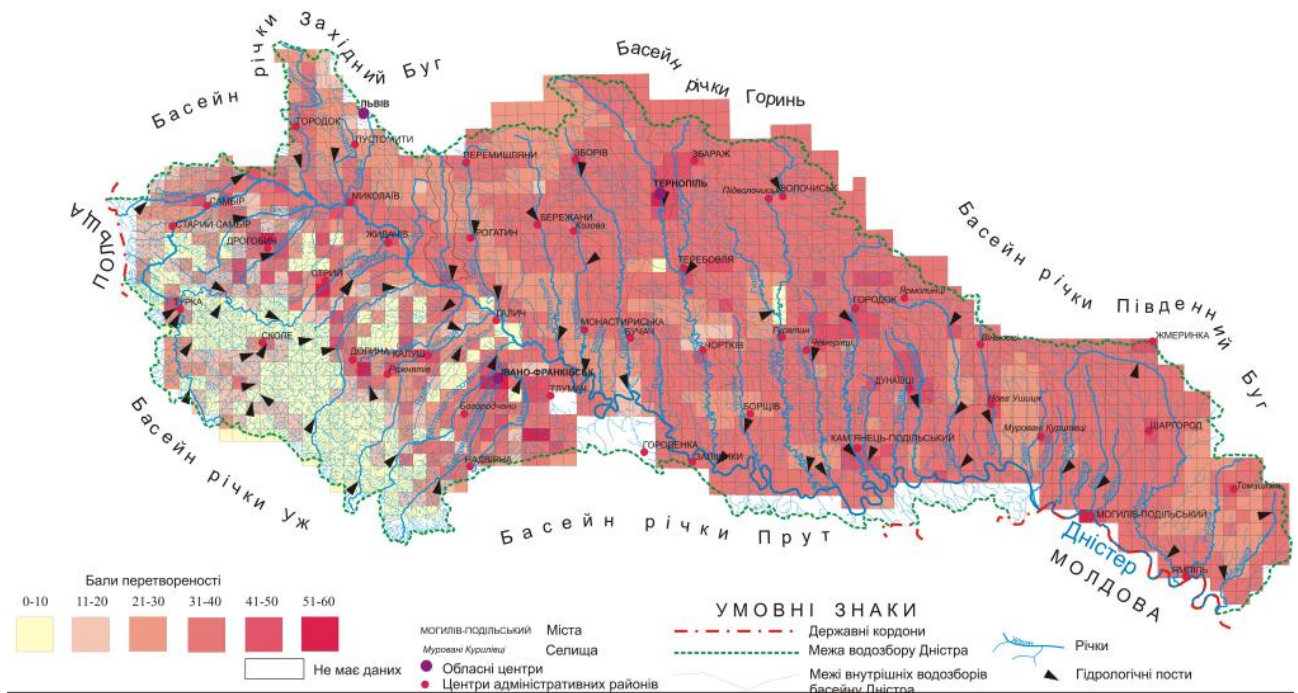 Басейн річки Західний Буг
Басейн річки Горинь
ЛЬВІВ
ГОРОДОК
ПУСТОМИТИ
ПЕРЕМИШЛЯНИ
ЗБОРІВ
ЗБАРАЖ
ТЕРНОПІЛЬ
Підволочиськ
ВОЛОЧИСЬК
САМБІР
МИКОЛАЇВ
СТАРИЙ САМБІР
БЕРЕЖАНИ
Козова
Басейн річки Південний Буг
ПОЛЬЩА
ДРОГОБИЧ
ЖИДАЧІВ
РОГАТИН
СТРИЙ
ТЕРЕБОВЛЯ
ТУРКА
ГОРОДОК
Ярмолинці
ГАЛИЧ
МОНАСТИРИСЬКА
БУЧАЧ
Гусятин
СКОЛЕ
ЧОРТКІВ
Чемерівці
Віньківці
ЖМЕРИНКА
ДОЛИНА
КАЛУШ
Рожнятів
ІВАНО-ФРАНКІВСЬК
ТЛУМАЧ
ДУНАЇВЦІ
Нова Ушиця
Богородчани
БОРЩІВ
Муровані Курилівці
ШАРГОРОД
КАМ'ЯНЕЦЬ-ПОДІЛЬСЬКИЙ
ГОРОДЕНКА
ЗАЛІЩИКИ
НАДВІРНА
Томашпіль
Басейн річки Уж
Басейн річки Прут
МОГИЛІВ-ПОДІЛЬСЬКИЙ
Дністер
МОЛДОВА
ЯМПІЛЬ
Бали перетвореності
0-10 11-20 21-30 31-40 41-50 51-60
Не має даних
УМОВНІ ЗНАКИ
МОГИЛІВ-ПОДІЛЬСЬКИЙ Міста
Муровані Курилівці Селища
Обласні центри
Центри адміністративних районів
Державні кордони
Межа водозбору Дністра
Межі внутрішніх водозборів
басейну Дністра
Річки
Гідрологічні пости